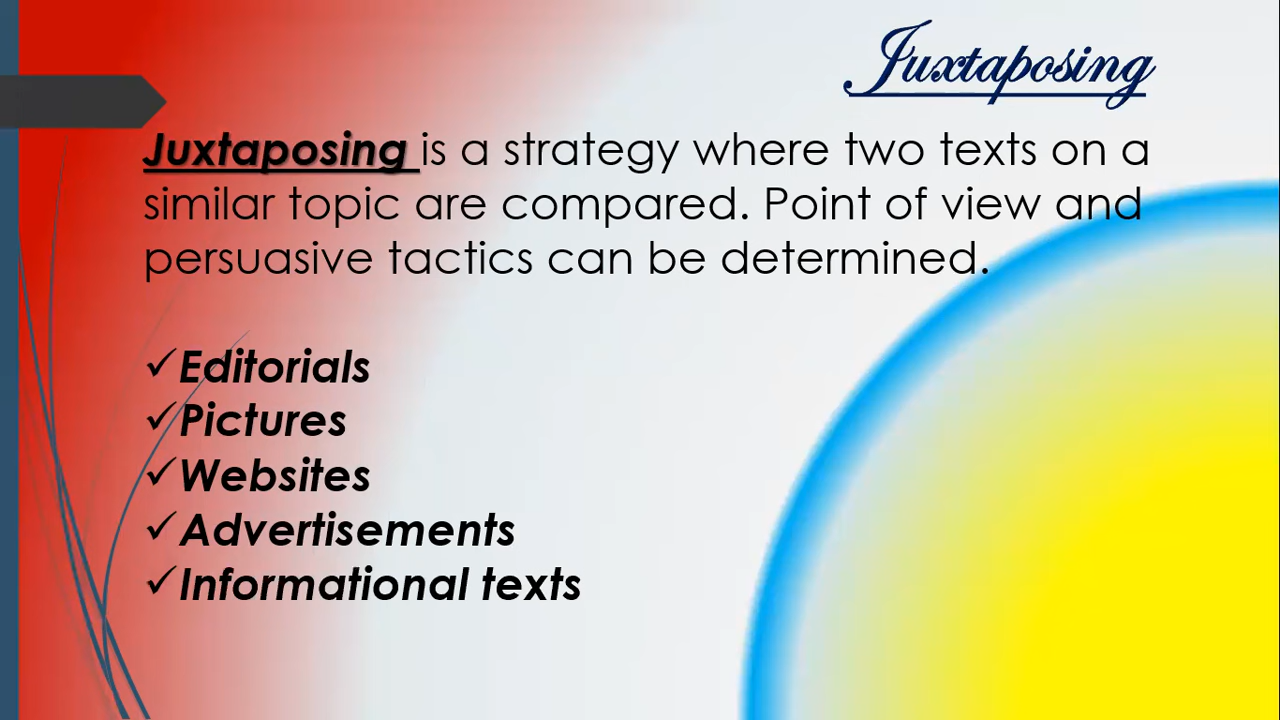 Juxtaposing
Juxtaposing is a strategy where two texts on a
similar topic are compared. Point of view and
persuasive tactics can be determined.
✓Editorials
✓Pictures
✓Websites
✓Advertisements
✓Informational texts